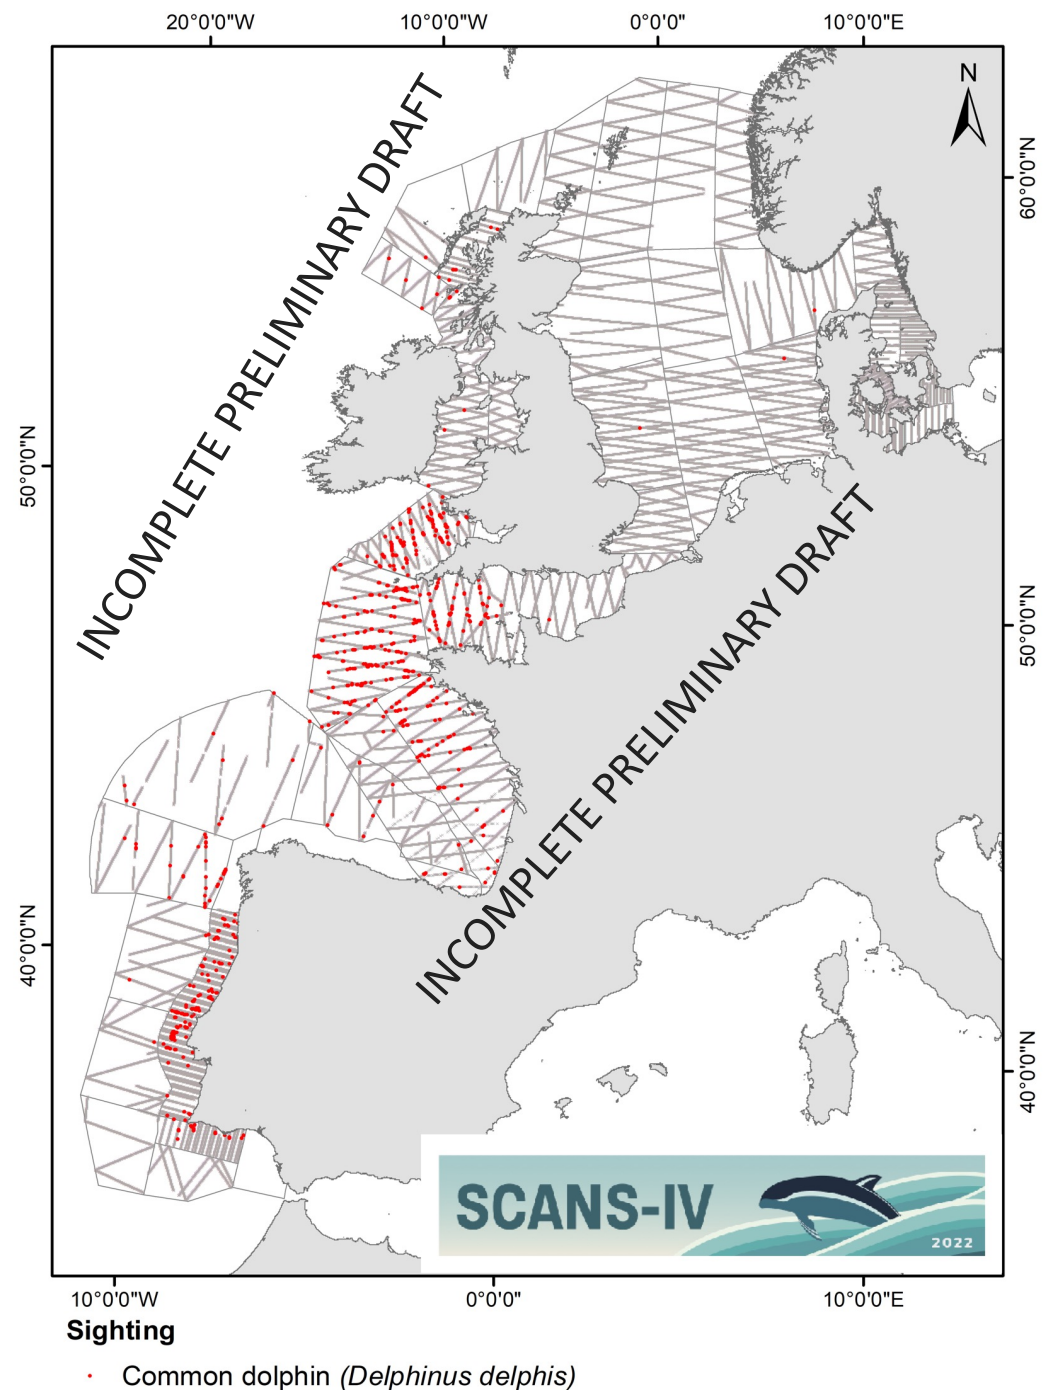 20°0'0"W
10°0'0"W
0°0'0"
10°0'0"E
N
60°0'0"N
INCOMPLETE PRELIMINARY DRAFT
50°0'0"N
INCOMPLETE PRELIMINARY DRAFT
50°0'0"N
40°0'0"N
40°0'0"N
SCANS-IV
2022
10°0'0"W
0°0'0"
10°0'0"E
Sighting
Common dolphin (Delphinus delphis)